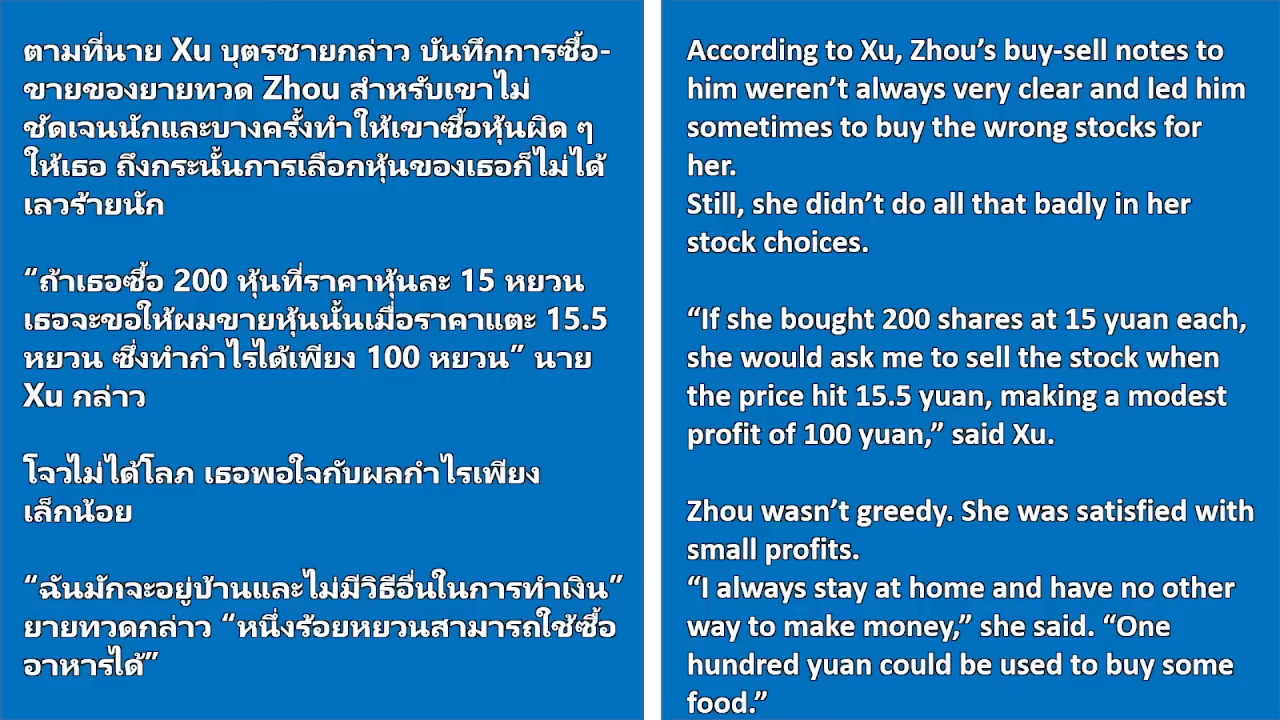 ตามที่นาย Xu บุตรชายกล่าว บันทึกการซื้อ-
ขายของยายทวด Zhou สำหรับเขาไม่
ชัดเจนนักและบางครั้งทำให้เขาซื้อหุ้นผิด ๆ
ให้เธอ ถึงกระนั้นการเลือกหุ้นของเธอก็ไม่ได้
เลวร้ายนัก
“ถ้าเธอซื้อ 200 หุ้นที่ราคาหุ้นละ 15 หยวน
เธอจะขอให้ผมขายหุ้นนั้นเมื่อราคาแตะ 15.5
หยวน ซึ่งทำกำไรได้เพียง 100 หยวน” นาย
Xu กล่าว
โจวไม่ได้โลภ เธอพอใจกับผลกำไรเพียง
เล็กน้อย
“ฉันมักจะอยู่บ้านและไม่มีวิธีอื่นในการทำเงิน”
ยายทวดกล่าว “หนึ่งร้อยหยวนสามารถใช้ซื้อ
อาหารได้”
According to Xu, Zhou’s buy-sell notes to
him weren’t always very clear and led him
sometimes to buy the wrong stocks for
her.
Still, she didn’t do all that badly in her
stock choices.
“If she bought 200 shares at 15 yuan each,
she would ask me to sell the stock when
the price hit 15.5 yuan, making a modest
profit of 100 yuan,” said Xu.
Zhou wasn’t greedy. She was satisfied with
small profits.
“I always stay at home and have no other
way to make money,” she said. “One
hundred yuan could be used to buy some
food.”